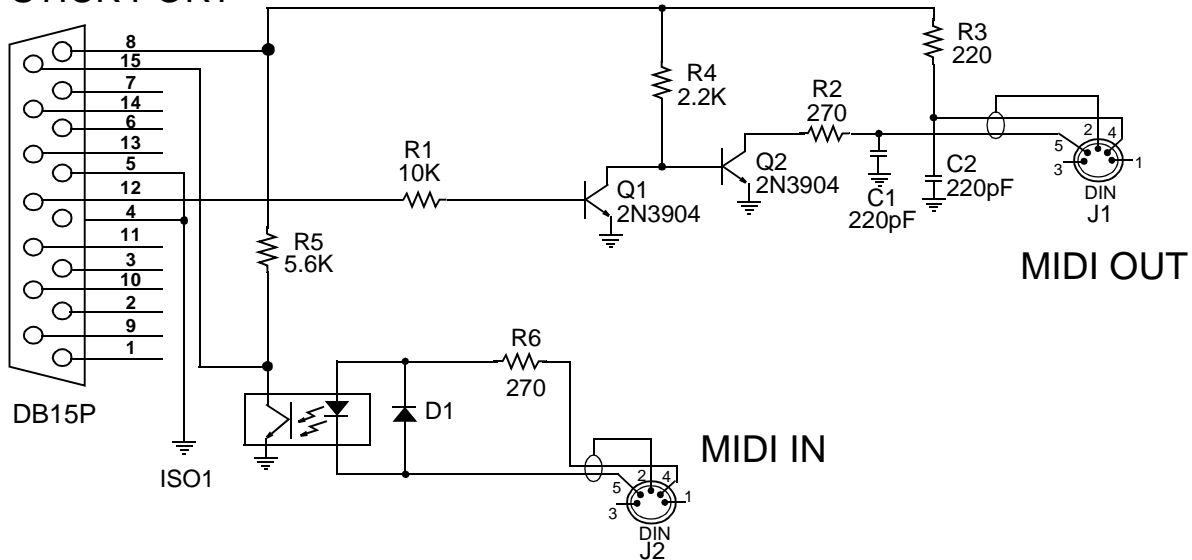 8
15
7
14
6
13
5
12
4
11
3
10
2
9
1
DB15P
ISO1
R1
10K
R5
5.6K
Q1
2N3904
R4
2.2K
Q2
2N3904
R2
270
C1
220pF
R3
220
C2
220pF
2
4
5
3
1
DIN
J1
MIDI OUT
R6
270
D1
MIDI IN
2
4
5
3
1
DIN
J2